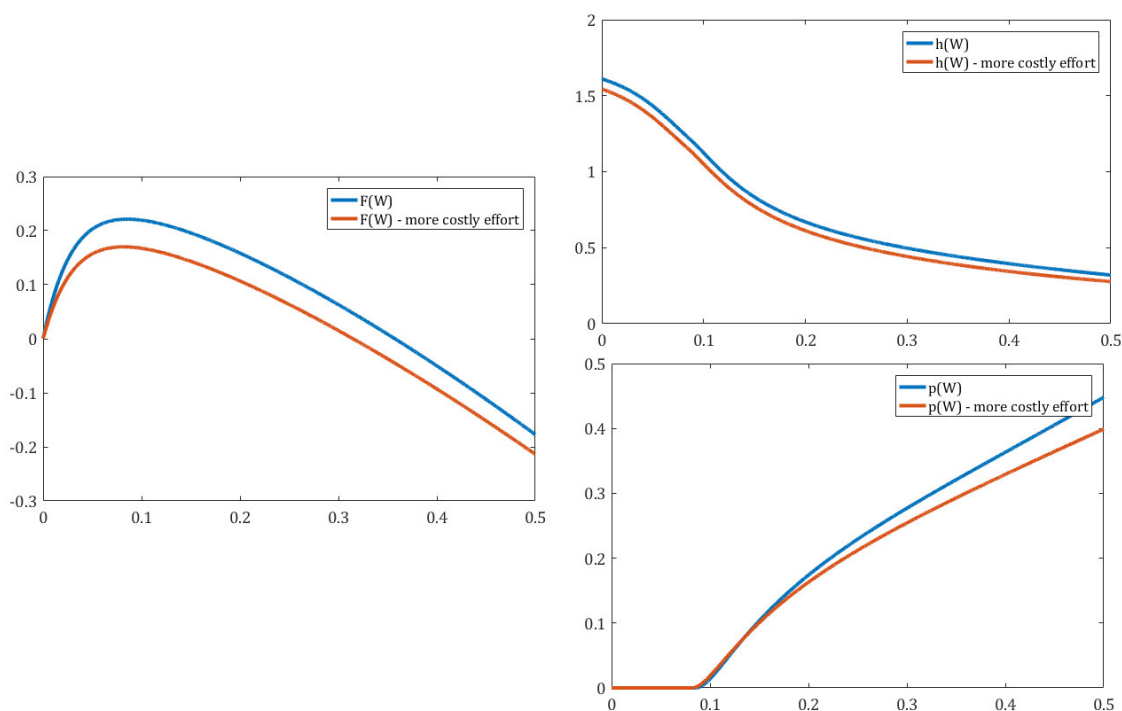 0.3
0.2
0.1
0
-0.1
-0.2
-0.3
0 0.1 0.2 0.3 0.4 0.5
F(W)
F(W) - more costly effort
2
1.5
1
0.5
0
0 0.1 0.2 0.3 0.4 0.5
h(W)
h(W) - more costly effort
0.5
0.4
0.3
0.2
0.1
0
0 0.1 0.2 0.3 0.4 0.5
p(W)
p(W) - more costly effort